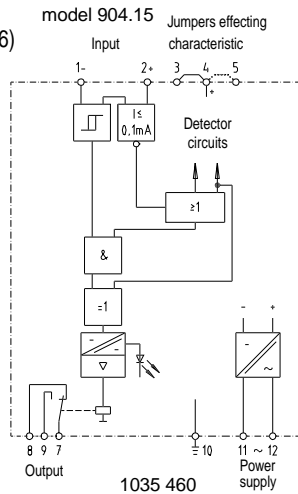 model 904.15
Jumpers effecting
6)
Input
characteristic
1-
2+
3
4
5
+
I≤
0,1mA
Detector
circuits
≥1
&
=1
-
-
-
+
▽
-
~
8
9
7
10
11 ~ 12
Output
Power
1035 460
supply